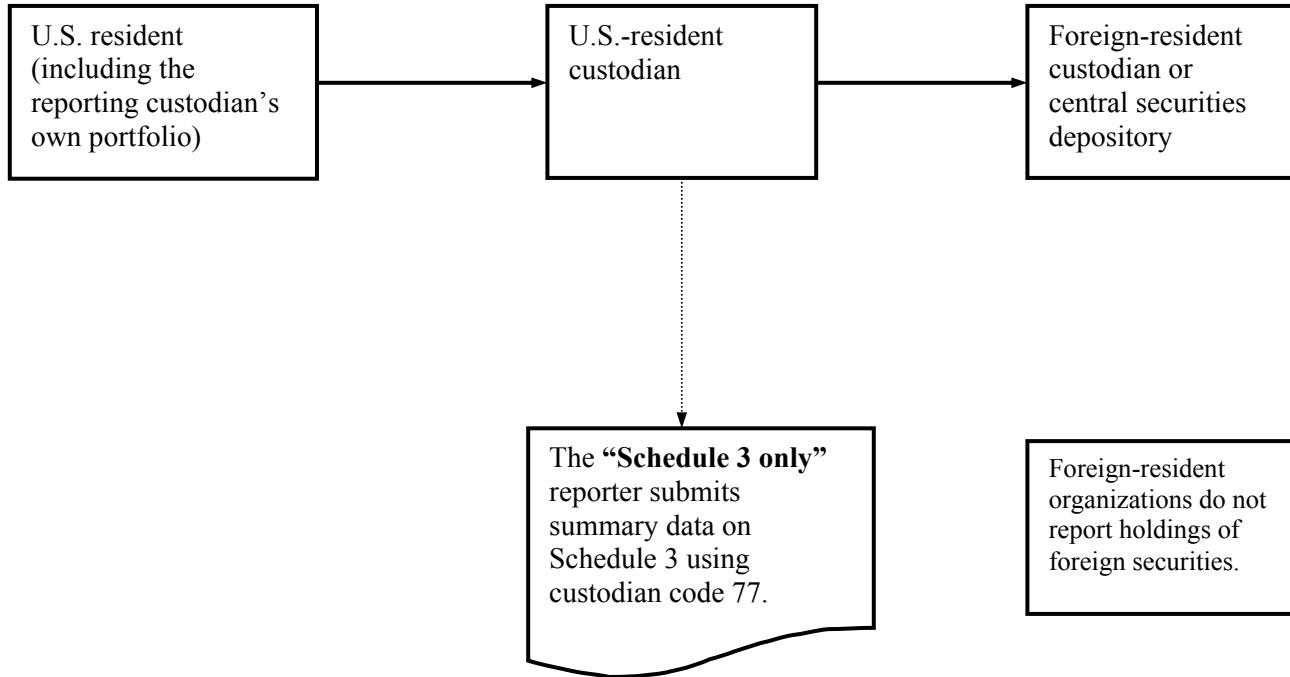 U.S. resident
(including the
reporting custodian’s
own portfolio)
U.S.-resident
custodian
Foreign-resident
custodian or
central securities
depository
The “Schedule 3 only”
reporter submits
summary data on
Schedule 3 using
custodian code 77.
Foreign-resident
organizations do not
report holdings of
foreign securities.